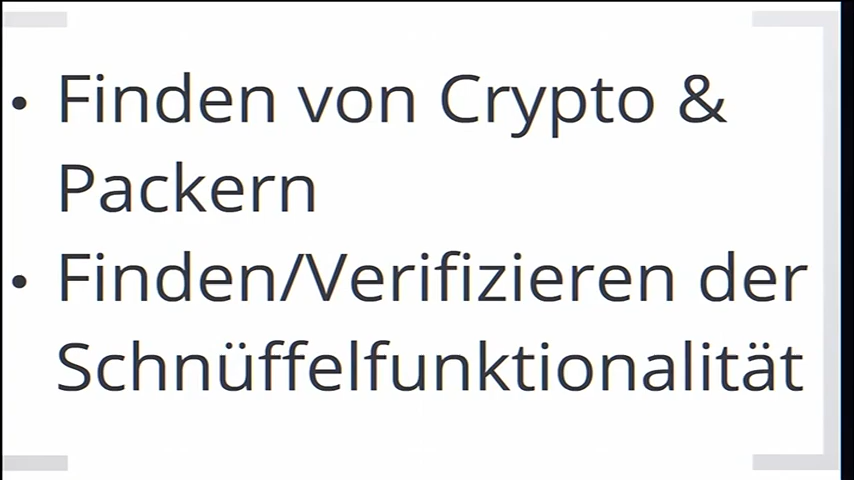 • Finden von Crypto &
Packern
• Finden/Verifizieren der
Schnüffelfunktionalität